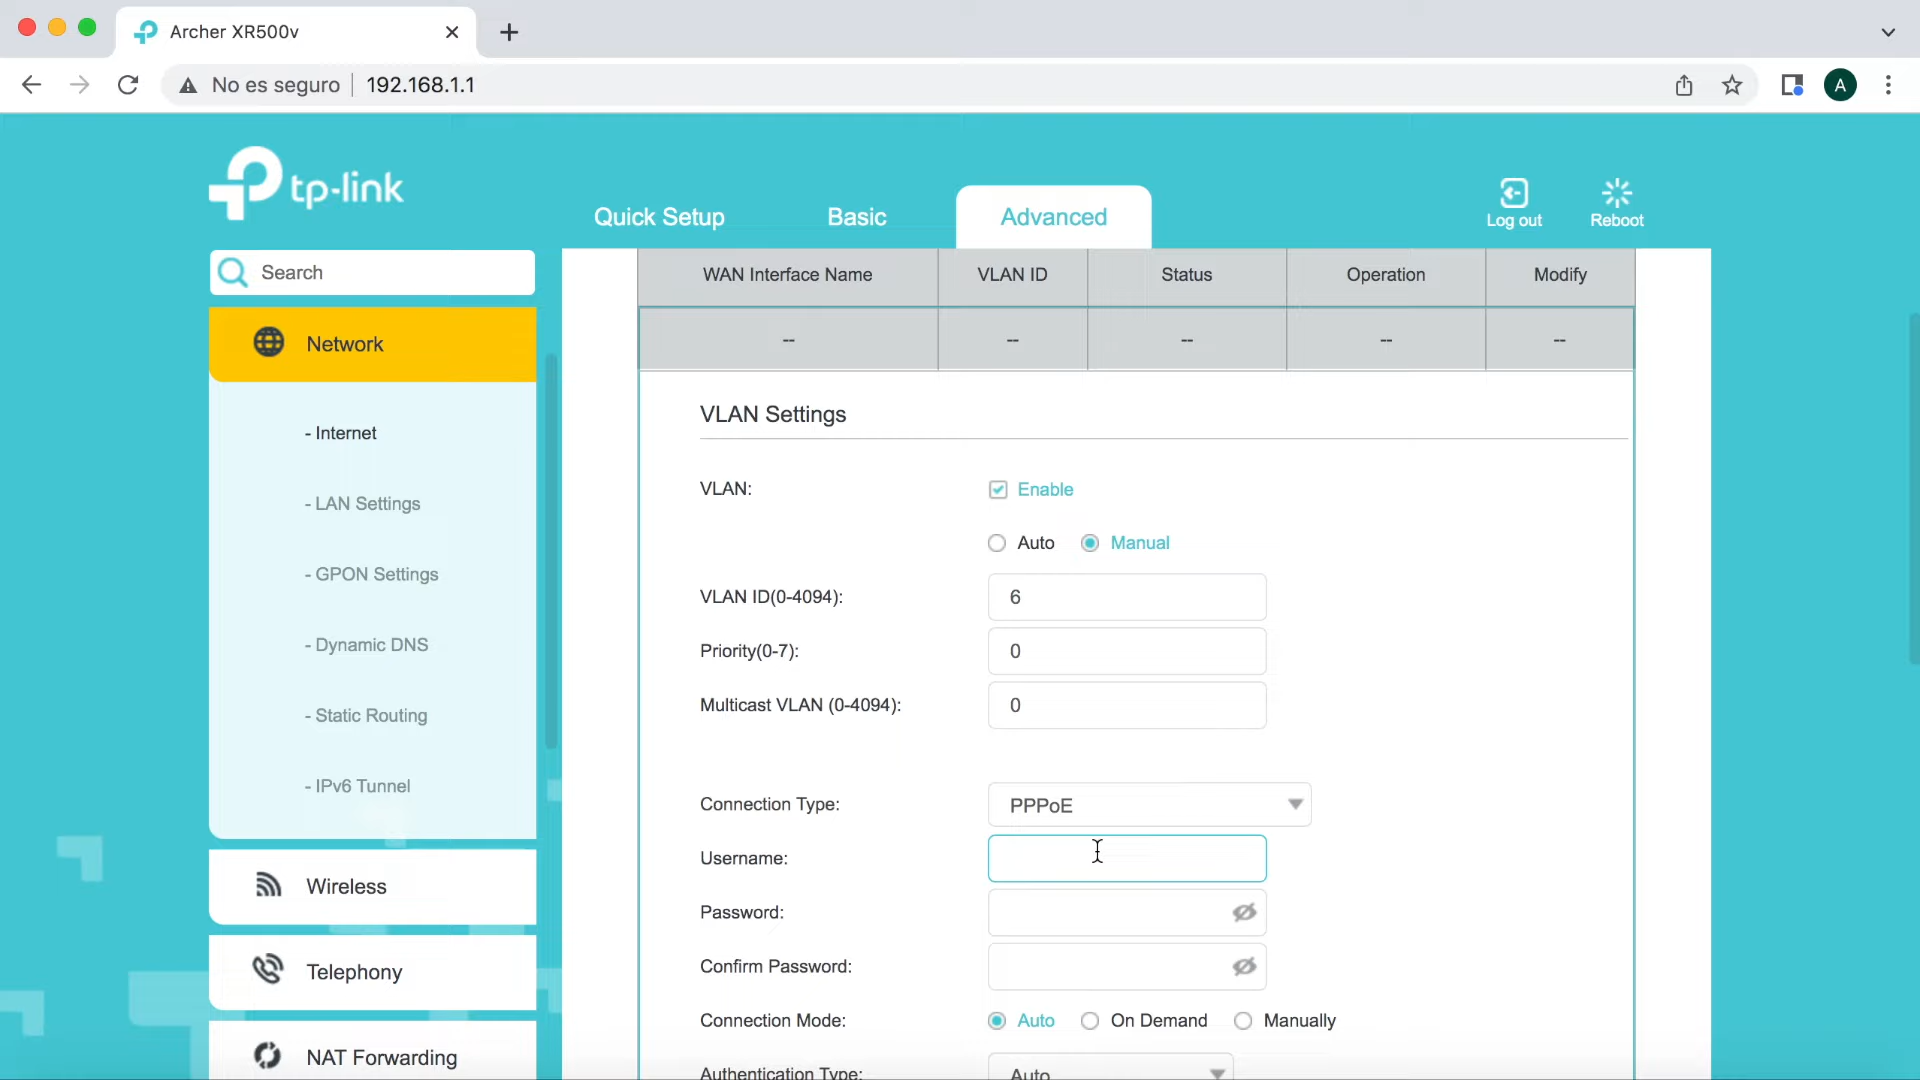 Archer XR500v
No es seguro 192.168.1.1
A
tp-link
Quick Setup Basic Advanced Log out Reboot
Search
Network
- Internet
- LAN Settings
- GPON Settings
- Dynamic DNS
- Static Routing
- IPv6 Tunnel
Wireless
Telephony
NAT Forwarding
WAN Interface Name VLAN ID Status Operation Modify
-- -- -- -- --
VLAN Settings
VLAN: Enable
Auto Manual
VLAN ID(0-4094): 6
Priority(0-7): 0
Multicast VLAN (0-4094): 0
Connection Type: PPPoE
Username:
Password:
Confirm Password:
Connection Mode: Auto On Demand Manually
Authentication Type: Auto